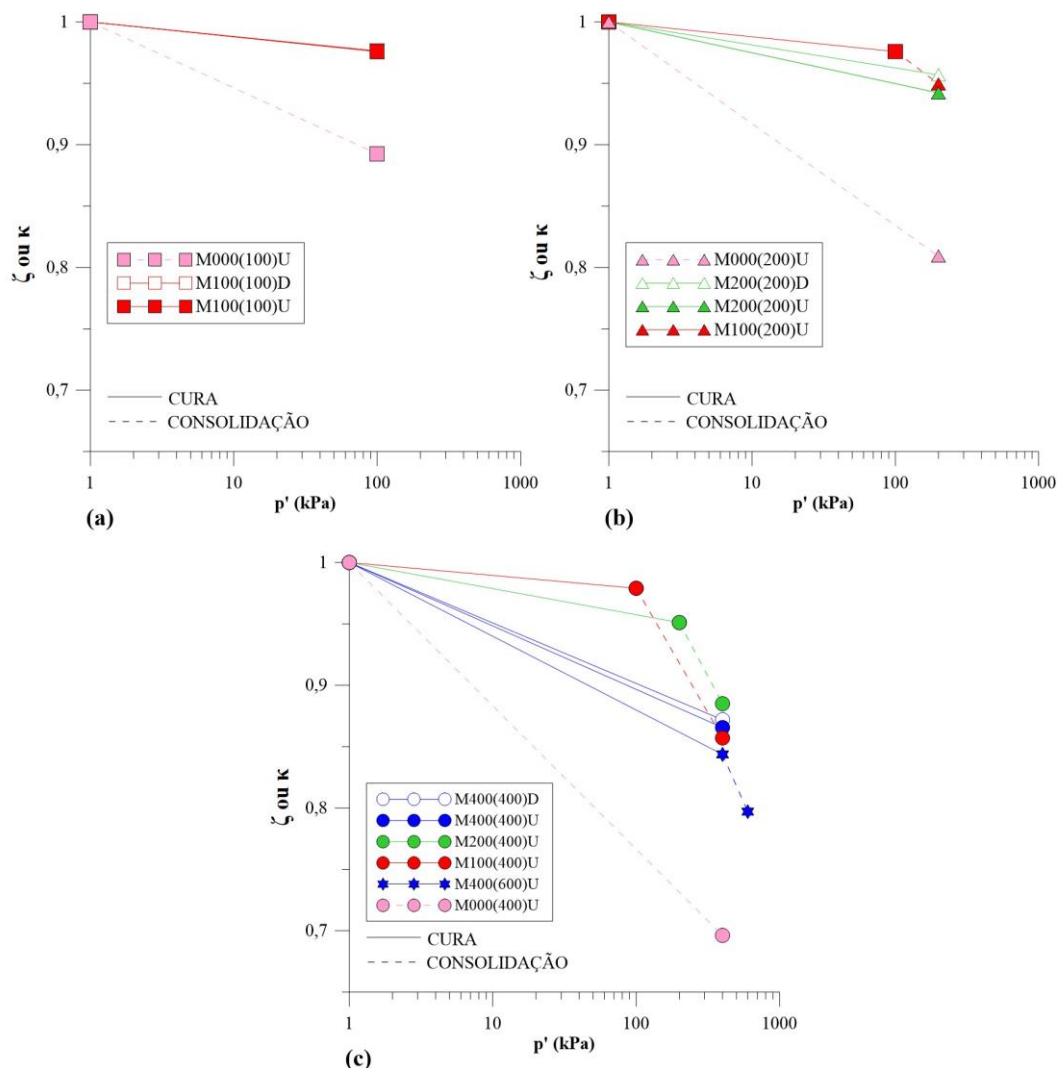 1
0,9
0,8
0,7
ζ ou κ
M000(100)U
M100(100)D
M100(100)U
CURA
CONSOLIDAÇÃO
1
10
100
1000
p' (kPa)
(a)
1
0,9
0,8
0,7
ζ ou κ
M000(200)U
M200(200)D
M200(200)U
M100(200)U
CURA
CONSOLIDAÇÃO
1
10
100
1000
p' (kPa)
(b)
1
0,9
0,8
0,7
ζ ou κ
M400(400)D
M400(400)U
M200(400)U
M100(400)U
M400(600)U
M000(400)U
CURA
CONSOLIDAÇÃO
1
10
100
1000
p' (kPa)
(c)